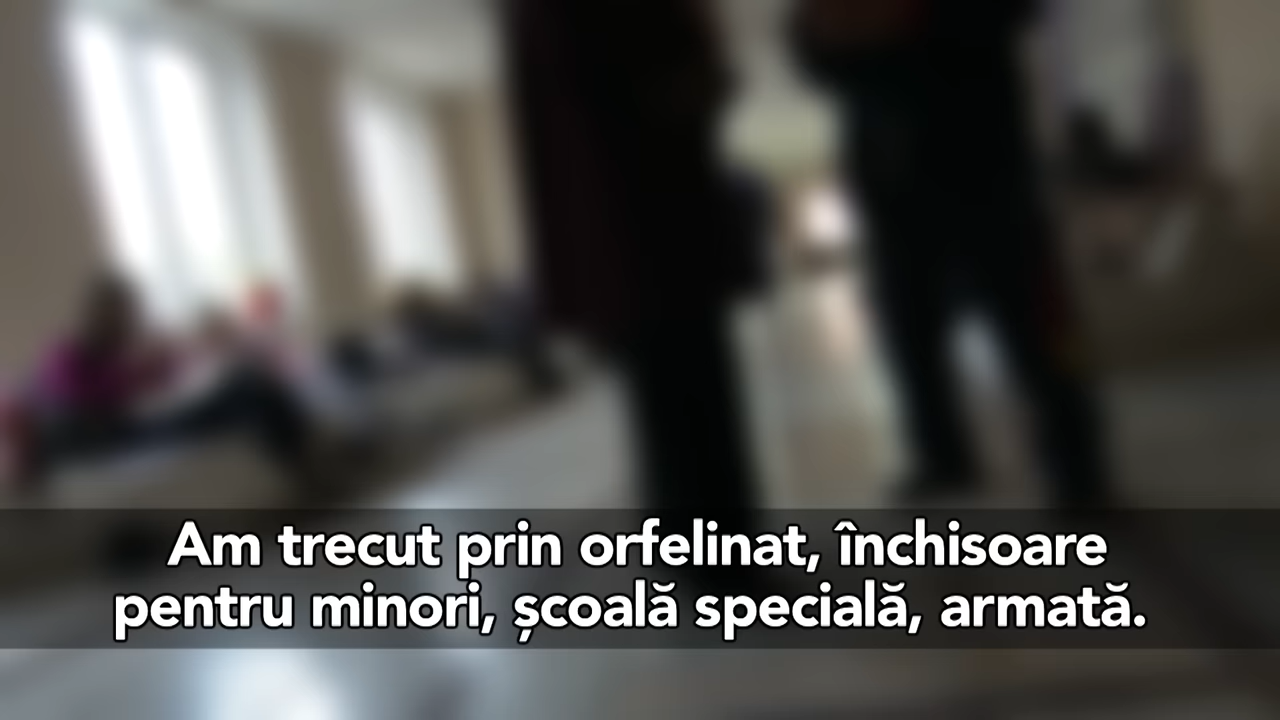 Am trecut prin orfelinat, închisoare
pentru minori, școală specială, armată.